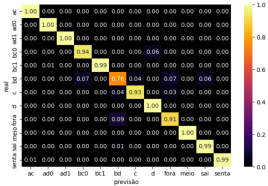 ac 1.00 0.00 0.00 0.00 0.00 0.00 0.00 0.00 0.00 0.00 0.00 0.00
ad0 0.00 1.00 0.00 0.00 0.00 0.00 0.00 0.00 0.00 0.00 0.00 0.00
ad1 0.00 0.00 1.00 0.00 0.00 0.00 0.00 0.00 0.00 0.00 0.00 0.00
bc0 0.00 0.00 0.00 0.94 0.00 0.00 0.00 0.06 0.00 0.00 0.00 0.00
bc1 0.00 0.00 0.00 0.99 0.00 0.00 0.00 0.00 0.00 0.00
bd 0.00 0.00 0.00 0.07 0.00 0.76 0.04 0.00 0.07 0.00 0.06 0.00
c 0.00 0.00 0.00 0.00 0.00 0.04 0.93 0.00 0.03 0.00 0.00 0.00
d 0.00 0.00 0.00 0.00 0.00 0.00 0.00 1.00 0.00 0.00 0.00 0.00
fora 0.00 0.00 0.00 0.00 0.00 0.09 0.00 0.00 0.91 0.00 0.00 0.00
meio 0.00 0.00 0.00 0.00 0.00 0.00 0.00 0.00 0.00 1.00 0.00 0.00
sai 0.00 0.00 0.00 0.00 0.00 0.00 0.00 0.00 0.00 0.99 0.00
senta 0.01 0.00 0.00 0.00 0.00 0.00 0.00 0.00 0.00 0.00 0.00 0.99
ac ad0 ad1 bc0 bc1 bd c d fora meio sai senta
previsão
real
1.0
0.8
0.6
0.4
0.2
0.0